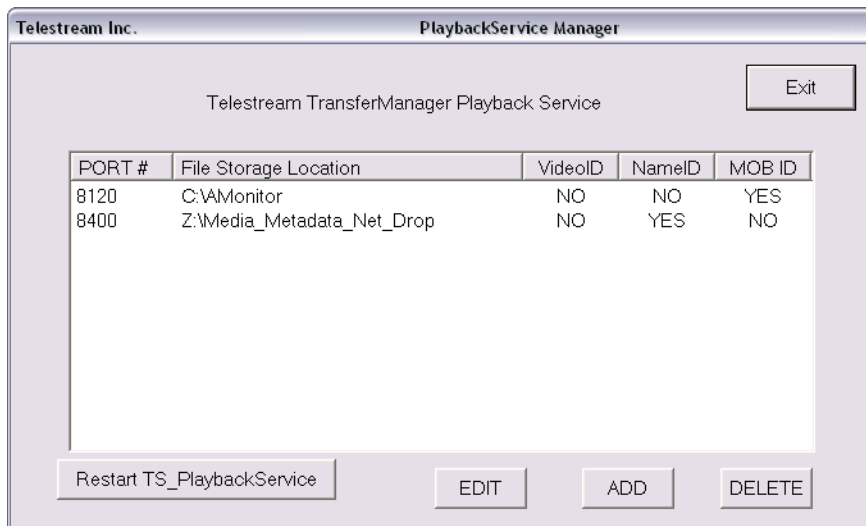 Telestream Inc. PlaybackService Manager
Exit
Telestream TransferManager Playback Service
PORT # File Storage Location VideoID NameID MOB ID
8120 C:\AMonitor NO NO YES
8400 Z:\Media_Metadata_Net_Drop NO YES NO
Restart TS_PlaybackService EDIT ADD DELETE